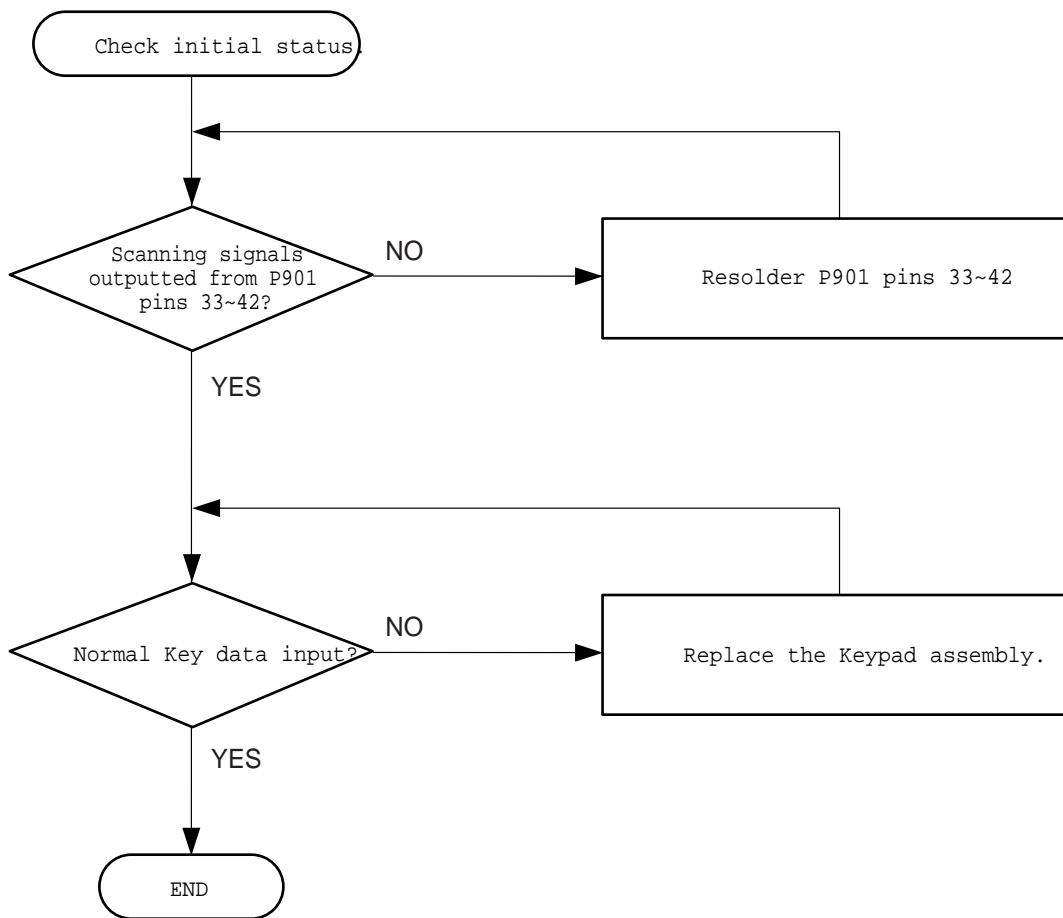 Check initial status.
Scanning signals
outputted from P901
pins 33~42?
NO
Resolder P901 pins 33~42
YES
Normal Key data input?
NO
Replace the Keypad assembly.
YES
END